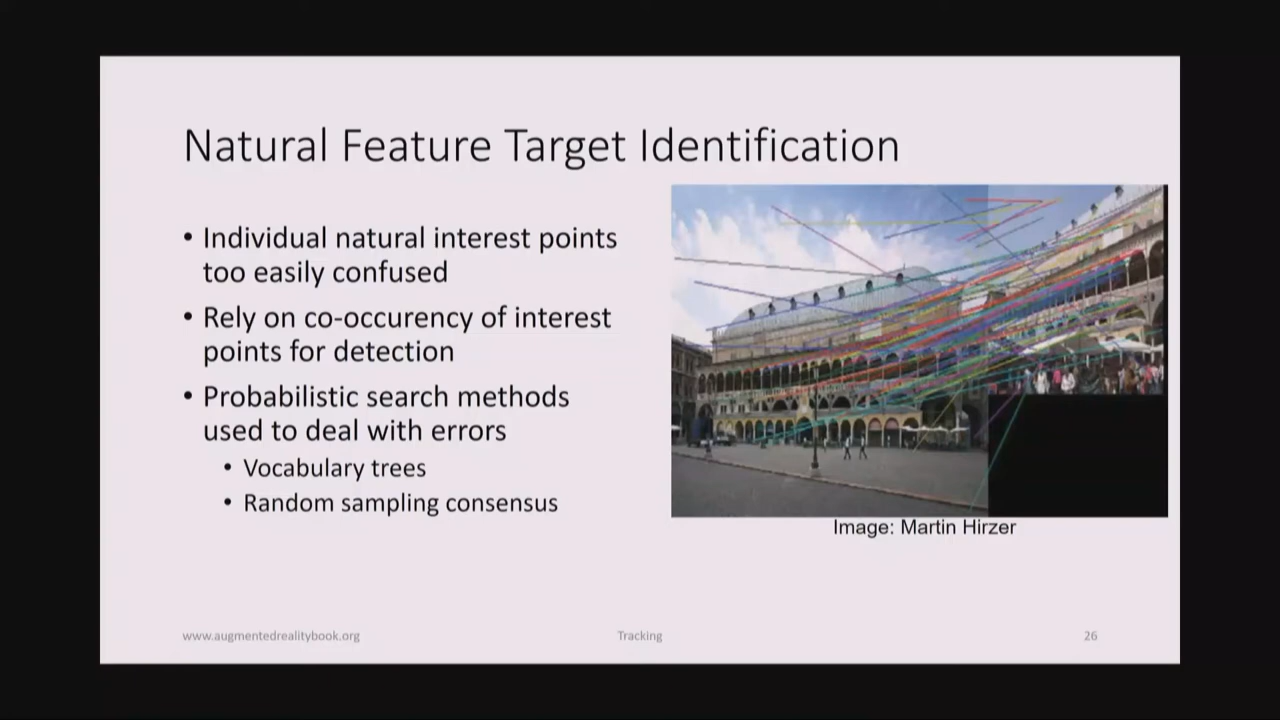 Natural Feature Target Identification
• Individual natural interest points
too easily confused
• Rely on co-occurency of interest
points for detection
• Probabilistic search methods
used to deal with errors
• Vocabulary trees
• Random sampling consensus
Image: Martin Hirzer
www.augmentedrealitybook.org
Tracking
26